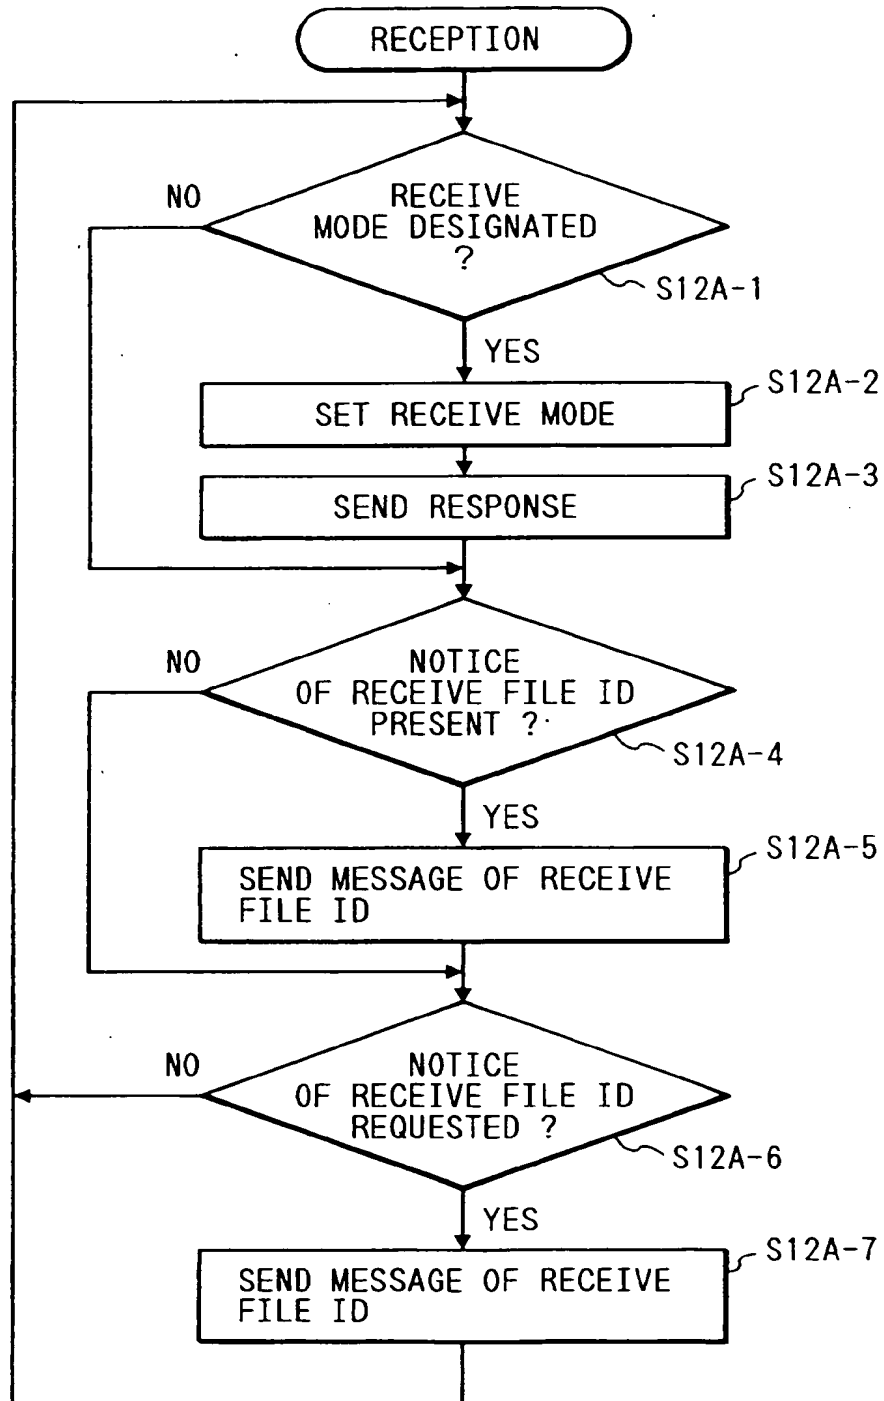 RECEPTION
NO
RECEIVE
MODE DESIGNATED
?
S12A-1
YES
S12A-2
SET RECEIVE MODE
S12A-3
SEND RESPONSE
NO
NOTICE
OF RECEIVE FILE ID
PRESENT ?
S12A-4
YES
S12A-5
SEND MESSAGE OF RECEIVE
FILE ID
NO
NOTICE
OF RECEIVE FILE ID
REQUESTED ?
S12A-6
YES
S12A-7
SEND MESSAGE OF RECEIVE
FILE ID